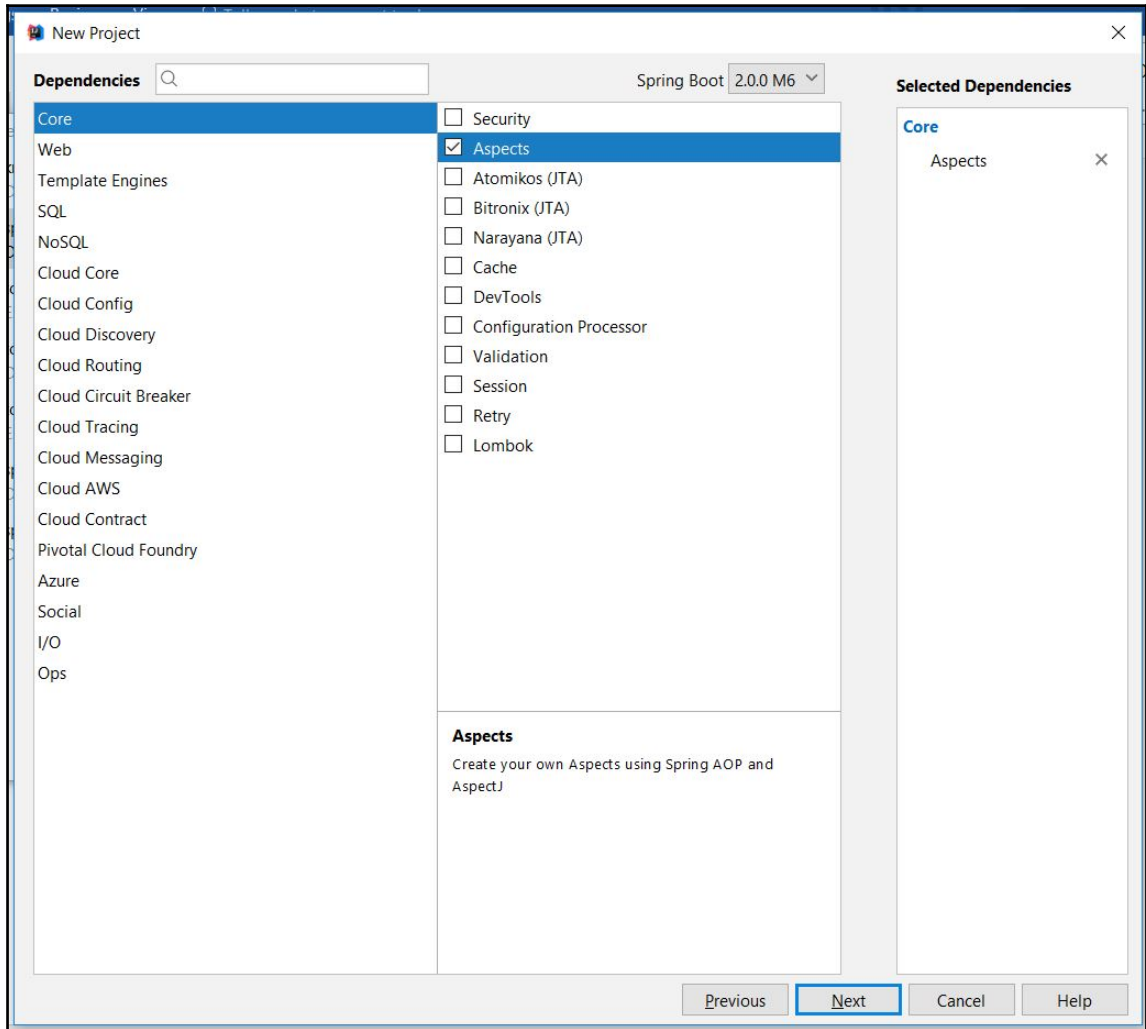 New Project
Dependencies
Spring Boot 2.0.0 M6
Selected Dependencies
Core
Web
Template Engines
SQL
NoSQL
Cloud Core
Cloud Config
Cloud Discovery
Cloud Routing
Cloud Circuit Breaker
Cloud Tracing
Cloud Messaging
Cloud AWS
Cloud Contract
Pivotal Cloud Foundry
Azure
Social
I/O
Ops
Security
Aspects
Atomikos (JTA)
Bitronix (JTA)
Narayana (JTA)
Cache
DevTools
Configuration Processor
Validation
Session
Retry
Lombok
Aspects
Create your own Aspects using Spring AOP and
AspectJ
Core
Aspects
Previous
Next
Cancel
Help